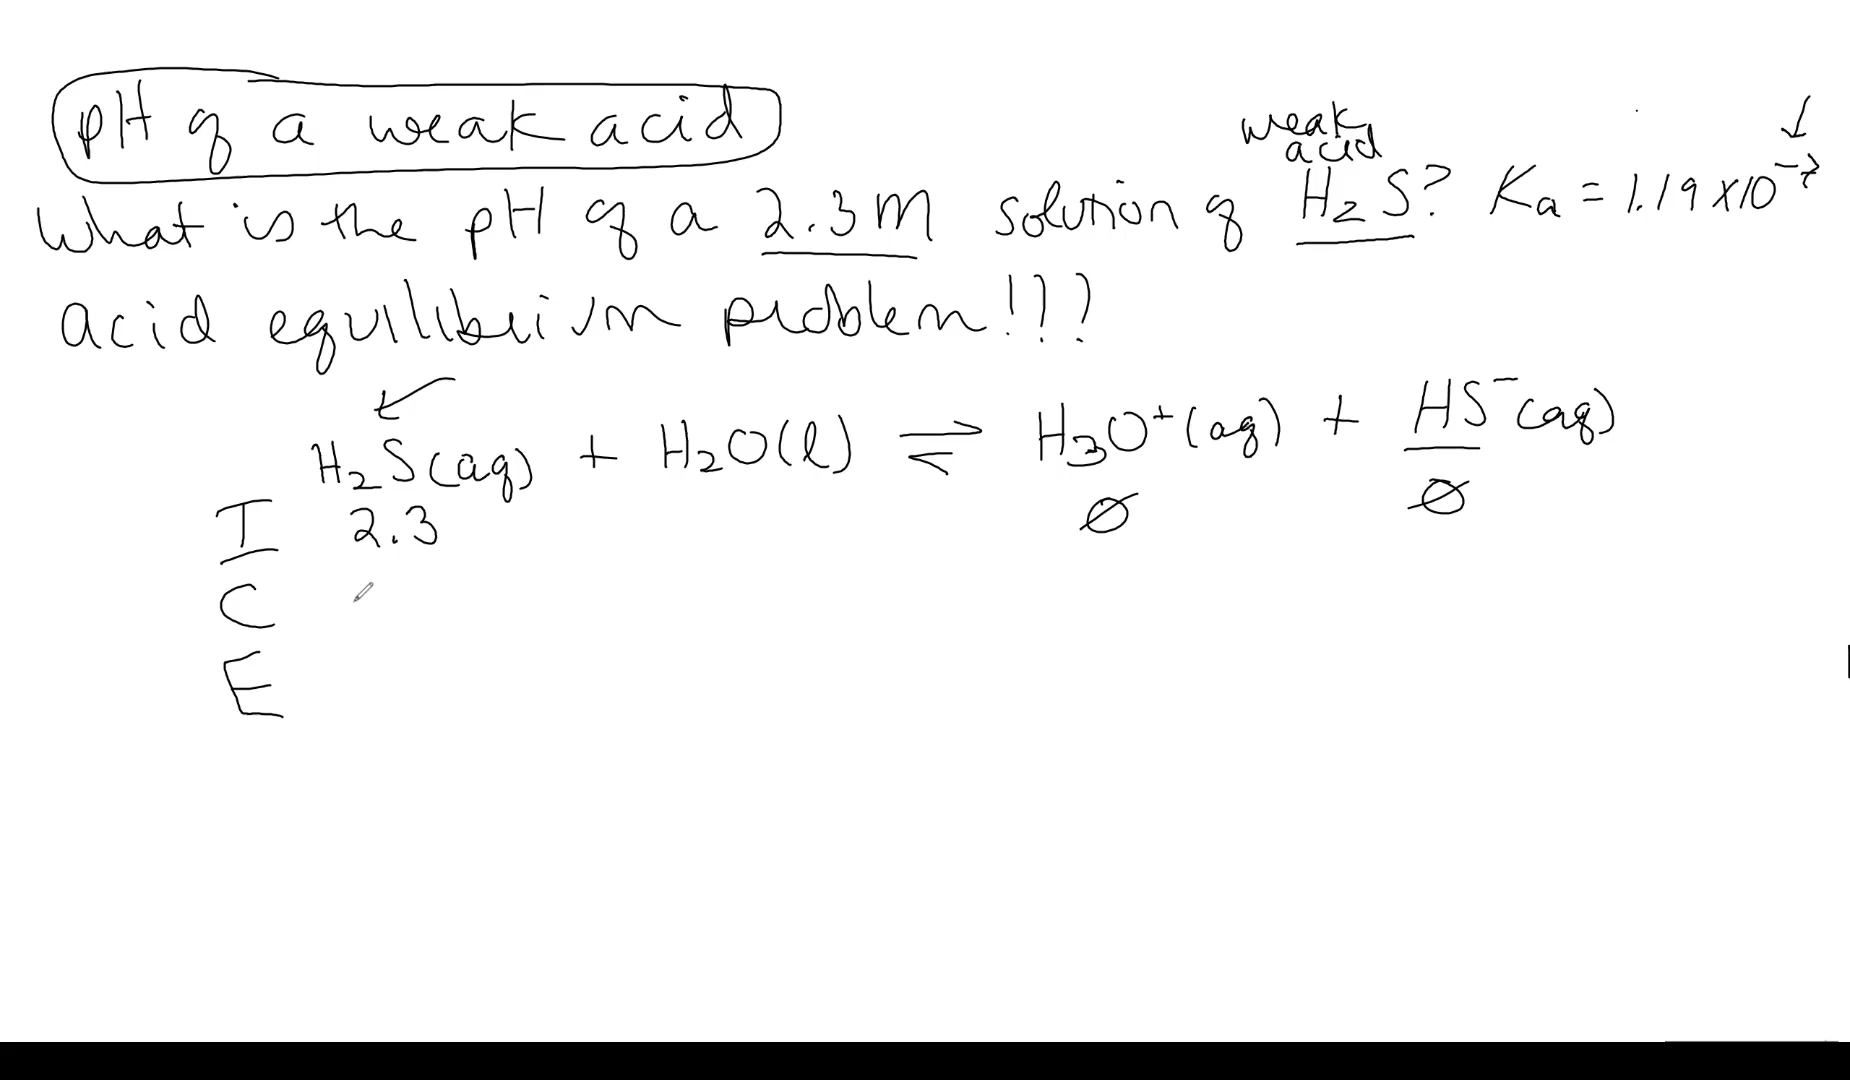 pH of a weak acid
weak
acid
What is the pH of a 2.3 M solution of H₂S? Ka = 1.19 x 10⁻⁷
acid equilibrium problem!??
H₂S(aq) + H₂O(l) ⇌ H₃O⁺(aq) + HS⁻(aq)
I 2.3 ∅ ∅
C
E